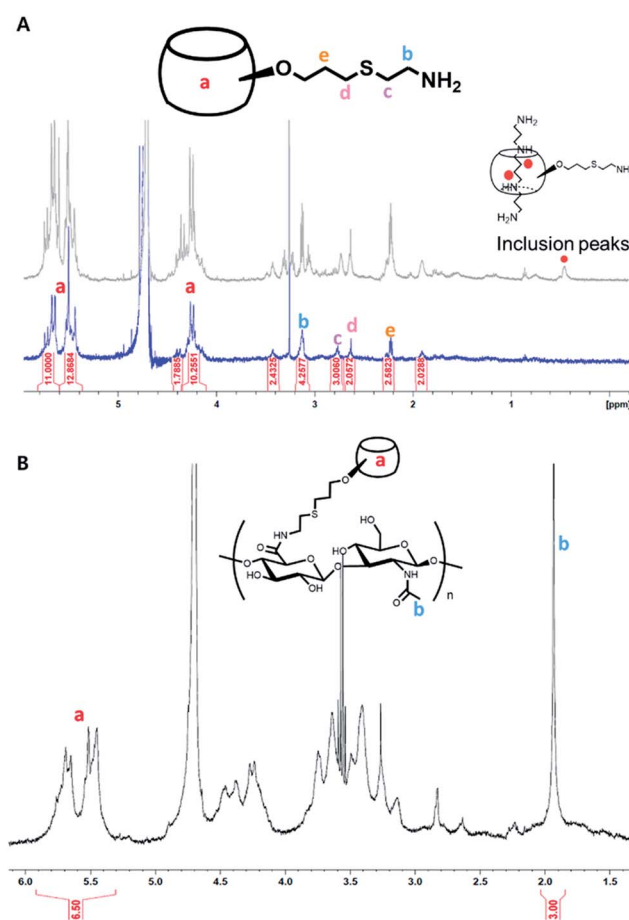 A
a
O
e
d
S
c
b
NH₂
NH₂
NH
O
S
NH
HN
H₂N
Inclusion peaks
a
a
b
c
d
e
11.0000
12.8684
1.7885
10.2551
2.4325
4.2577
3.0060
2.0572
2.5823
2.0288
5
4
3
2
1
[ppm]
B
a
O
S
HN
O
HO
O
O
HO
OH
O
HO
O
O
NH
O
n
b
b
a
6.0
5.5
5.0
4.5
4.0
3.5
3.0
2.5
2.0
1.5
6.50
3.00